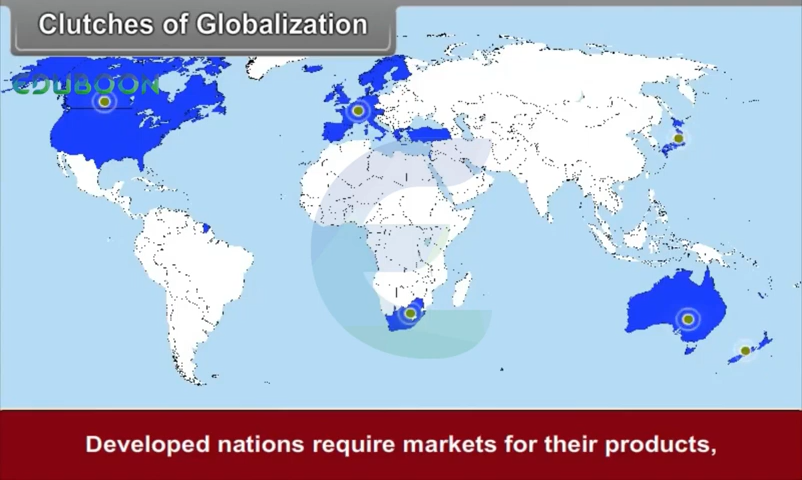 Clutches of Globalization
EDUBOON
Developed nations require markets for their products,